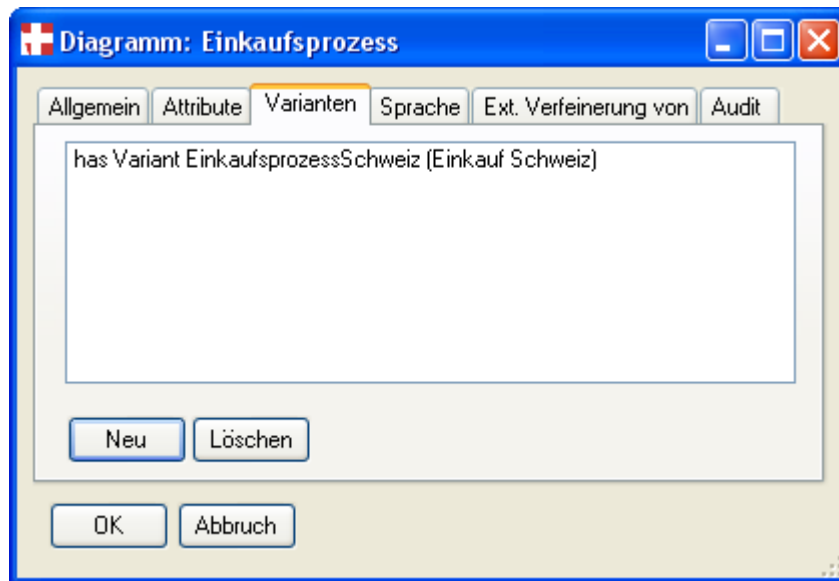 Diagramm: Einkaufsprozess
Allgemein Attribute Varianten Sprache Ext. Verfeinerung von Audit
has Variant EinkaufsprozessSchweiz (Einkauf Schweiz)
Neu Löschen
OK Abbruch